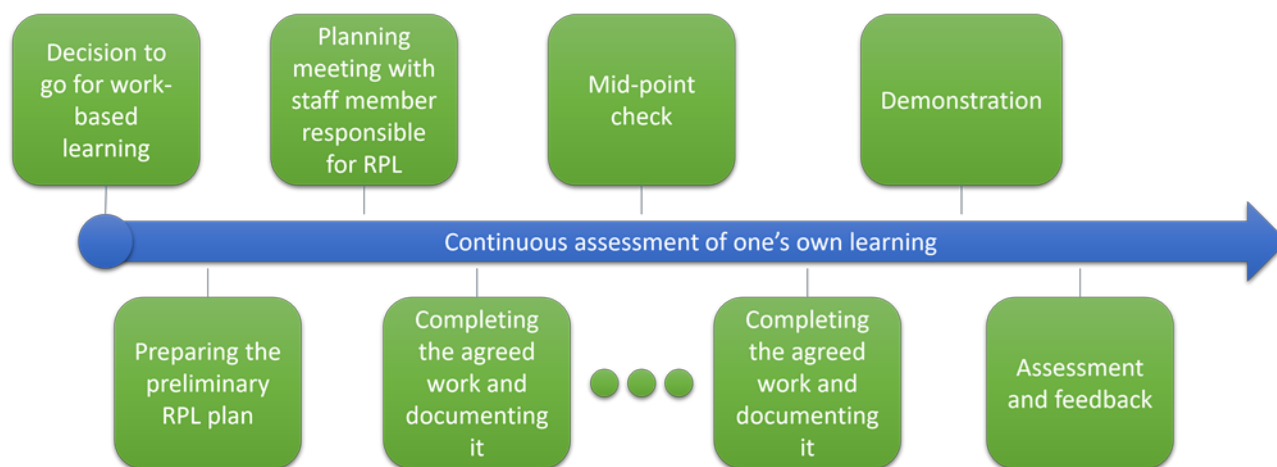 Decision to
go for work-
based
learning
Planning
meeting with
staff member
responsible
for RPL
Mid-point
check
Demonstration
Continuous assessment of one’s own learning
Preparing the
preliminary
RPL plan
Completing
the agreed
work and
documenting
it
Completing
the agreed
work and
documenting
it
Assessment
and feedback